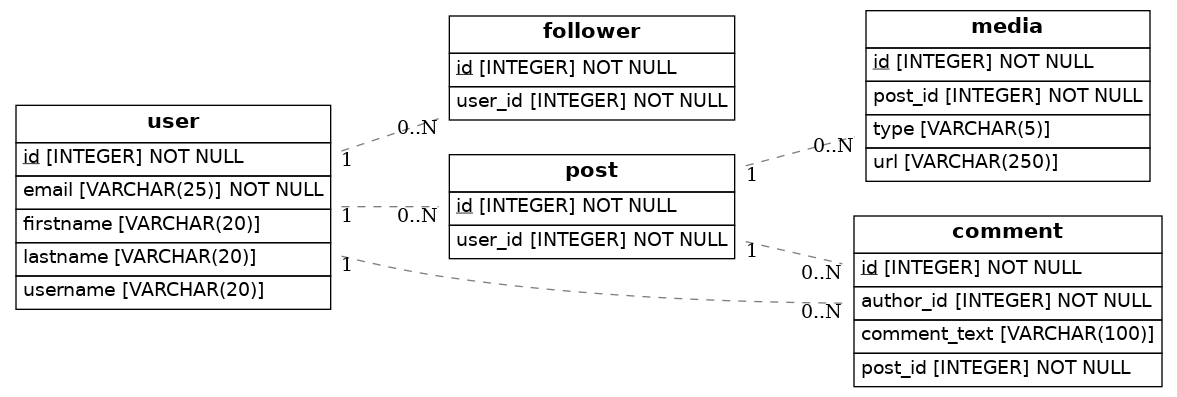 user
id [INTEGER] NOT NULL
email [VARCHAR(25)] NOT NULL
firstname [VARCHAR(20)]
lastname [VARCHAR(20)]
username [VARCHAR(20)]
1
1
1
0..N
0..N
follower
id [INTEGER] NOT NULL
user_id [INTEGER] NOT NULL
post
id [INTEGER] NOT NULL
user_id [INTEGER] NOT NULL
1
1
0..N
0..N
0..N
media
id [INTEGER] NOT NULL
post_id [INTEGER] NOT NULL
type [VARCHAR(5)]
url [VARCHAR(250)]
comment
id [INTEGER] NOT NULL
author_id [INTEGER] NOT NULL
comment_text [VARCHAR(100)]
post_id [INTEGER] NOT NULL